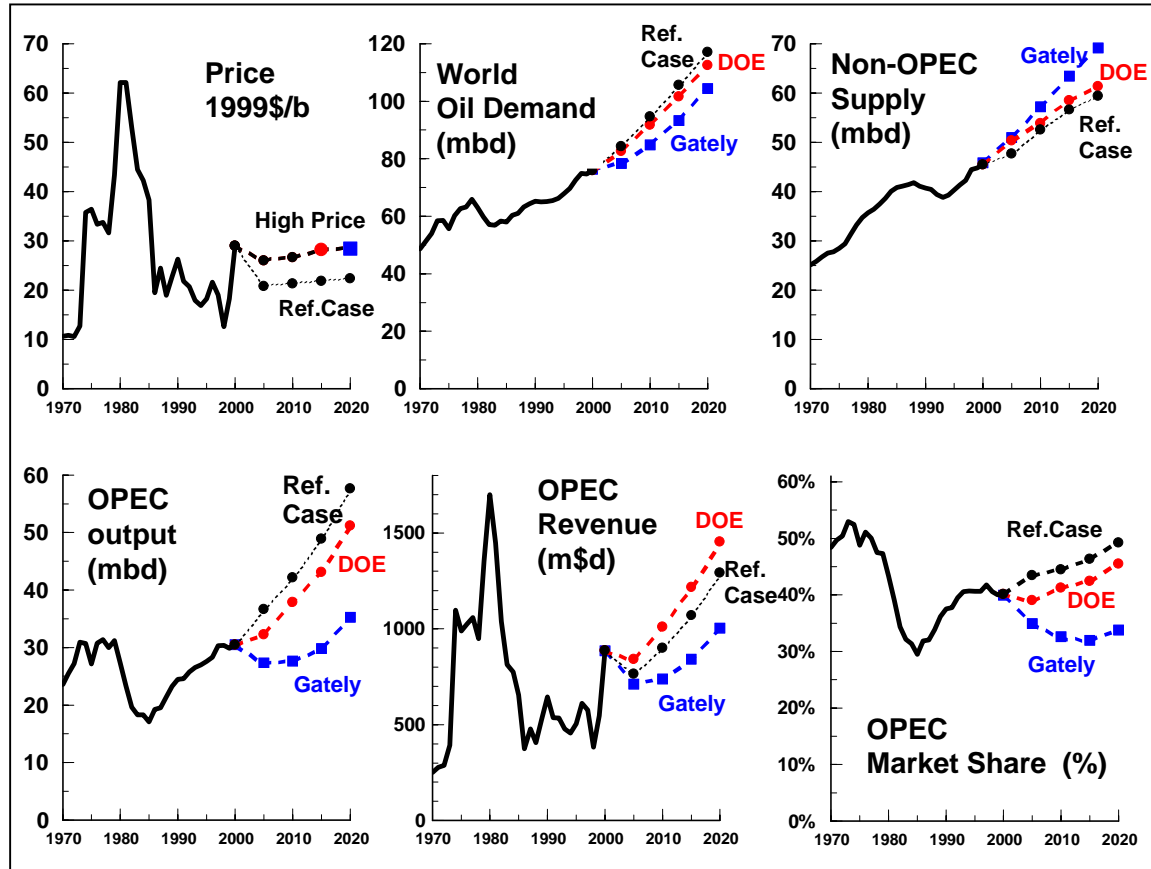 Price
1999$/b
70
60
50
40
30
20
10
0
High Price
Ref.Case
1970 1980 1990 2000 2010 2020
World
Oil Demand
(mbd)
120
100
80
60
40
20
0
Ref.
Case
DOE
Gately
1970 1980 1990 2000 2010 2020
Non-OPEC
Supply
(mbd)
70
60
50
40
30
20
10
0
Gately
DOE
Ref.
Case
1970 1980 1990 2000 2010 2020
OPEC
output
(mbd)
60
50
40
30
20
10
0
Ref.
Case
DOE
Gately
1970 1980 1990 2000 2010 2020
OPEC
Revenue
(m$d)
1500
1000
500
0
DOE
Ref.
Case
Gately
1970 1980 1990 2000 2010 2020
60%
50%
40%
30%
20%
10%
0%
Ref.Case
DOE
Gately
OPEC
Market Share (%)
1970 1980 1990 2000 2010 2020